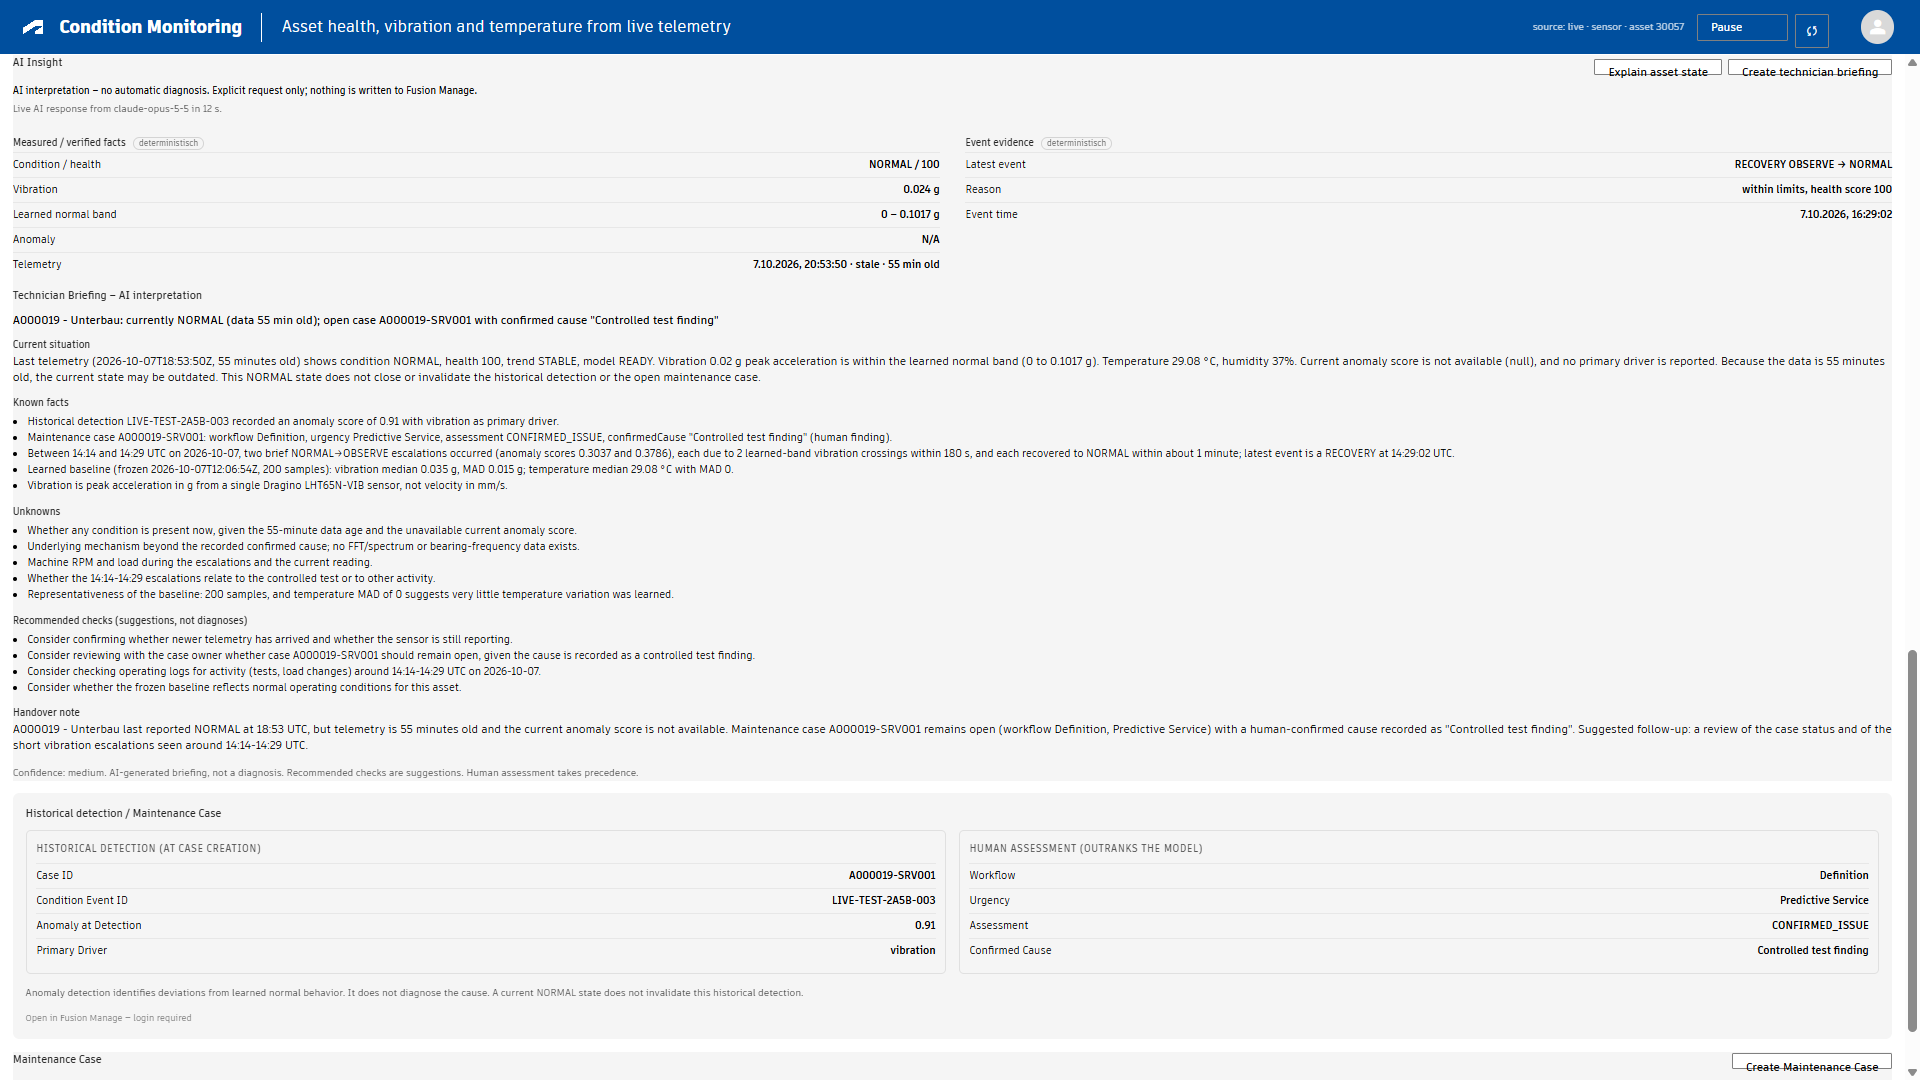 Condition Monitoring
Asset health, vibration and temperature from live telemetry
source: live · sensor · asset 30057
Pause
AI Insight
Explain asset state
Create technician briefing
AI interpretation – no automatic diagnosis. Explicit request only; nothing is written to Fusion Manage.
Live AI response from claude-opus-5-5 in 12 s.
Measured / verified facts deterministisch
Condition / health NORMAL / 100
Vibration 0.024 g
Learned normal band 0 – 0.1017 g
Anomaly N/A
Telemetry 7.10.2026, 20:53:50 · stale · 55 min old
Event evidence deterministisch
Latest event RECOVERY OBSERVE → NORMAL
Reason within limits, health score 100
Event time 7.10.2026, 16:29:02
Technician Briefing – AI interpretation
A000019 - Unterbau: currently NORMAL (data 55 min old); open case A000019-SRV001 with confirmed cause "Controlled test finding"
Current situation
Last telemetry (2026-10-07T18:53:50Z, 55 minutes old) shows condition NORMAL, health 100, trend STABLE, model READY. Vibration 0.02 g peak acceleration is within the learned normal band (0 to 0.1017 g). Temperature 29.08 °C, humidity 37%. Current anomaly score is not available (null), and no primary driver is reported. Because the data is 55 minutes
old, the current state may be outdated. This NORMAL state does not close or invalidate the historical detection or the open maintenance case.
Known facts
• Historical detection LIVE-TEST-2A5B-003 recorded an anomaly score of 0.91 with vibration as primary driver.
• Maintenance case A000019-SRV001: workflow Definition, urgency Predictive Service, assessment CONFIRMED_ISSUE, confirmedCause "Controlled test finding" (human finding).
• Between 14:14 and 14:29 UTC on 2026-10-07, two brief NORMAL→OBSERVE escalations occurred (anomaly scores 0.3037 and 0.3786), each due to 2 learned-band vibration crossings within 180 s, and each recovered to NORMAL within about 1 minute; latest event is a RECOVERY at 14:29:02 UTC.
• Learned baseline (frozen 2026-10-07T12:06:54Z, 200 samples): vibration median 0.035 g, MAD 0.015 g; temperature median 29.08 °C with MAD 0.
• Vibration is peak acceleration in g from a single Dragino LHT65N-VIB sensor, not velocity in mm/s.
Unknowns
• Whether any condition is present now, given the 55-minute data age and the unavailable current anomaly score.
• Underlying mechanism beyond the recorded confirmed cause; no FFT/spectrum or bearing-frequency data exists.
• Machine RPM and load during the escalations and the current reading.
• Whether the 14:14-14:29 escalations relate to the controlled test or to other activity.
• Representativeness of the baseline: 200 samples, and temperature MAD of 0 suggests very little temperature variation was learned.
Recommended checks (suggestions, not diagnoses)
• Consider confirming whether newer telemetry has arrived and whether the sensor is still reporting.
• Consider reviewing with the case owner whether case A000019-SRV001 should remain open, given the cause is recorded as a controlled test finding.
• Consider checking operating logs for activity (tests, load changes) around 14:14-14:29 UTC on 2026-10-07.
• Consider whether the frozen baseline reflects normal operating conditions for this asset.
Handover note
A000019 - Unterbau last reported NORMAL at 18:53 UTC, but telemetry is 55 minutes old and the current anomaly score is not available. Maintenance case A000019-SRV001 remains open (workflow Definition, Predictive Service) with a human-confirmed cause recorded as "Controlled test finding". Suggested follow-up: a review of the case status and of the
short vibration escalations seen around 14:14-14:29 UTC.
Confidence: medium. AI-generated briefing, not a diagnosis. Recommended checks are suggestions. Human assessment takes precedence.
Historical detection / Maintenance Case
HISTORICAL DETECTION (AT CASE CREATION)
Case ID A000019-SRV001
Condition Event ID LIVE-TEST-2A5B-003
Anomaly at Detection 0.91
Primary Driver vibration
HUMAN ASSESSMENT (OUTRANKS THE MODEL)
Workflow Definition
Urgency Predictive Service
Assessment CONFIRMED_ISSUE
Confirmed Cause Controlled test finding
Anomaly detection identifies deviations from learned normal behavior. It does not diagnose the cause. A current NORMAL state does not invalidate this historical detection.
Open in Fusion Manage – login required
Maintenance Case
Create Maintenance Case